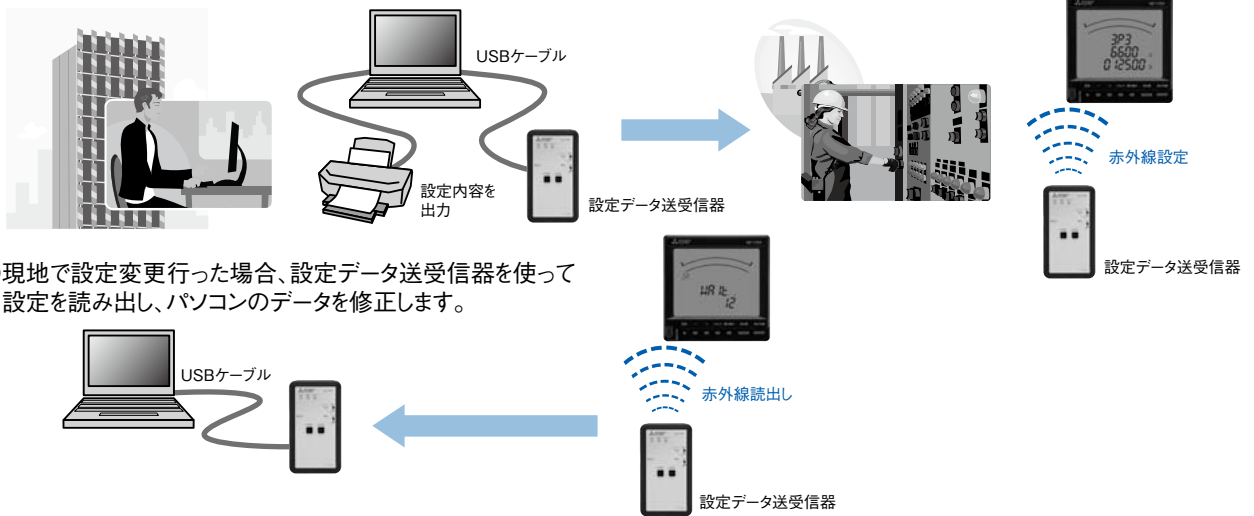 USBケーブル
設定内容を
出力
設定データ送受信器
3P3
6600
012500
赤外線設定
設定データ送受信器
現地で設定変更行った場合、設定データ送受信器を使って
設定を読み出し、パソコンのデータを修正します。
USBケーブル
WAIt
12
赤外線読出し
設定データ送受信器